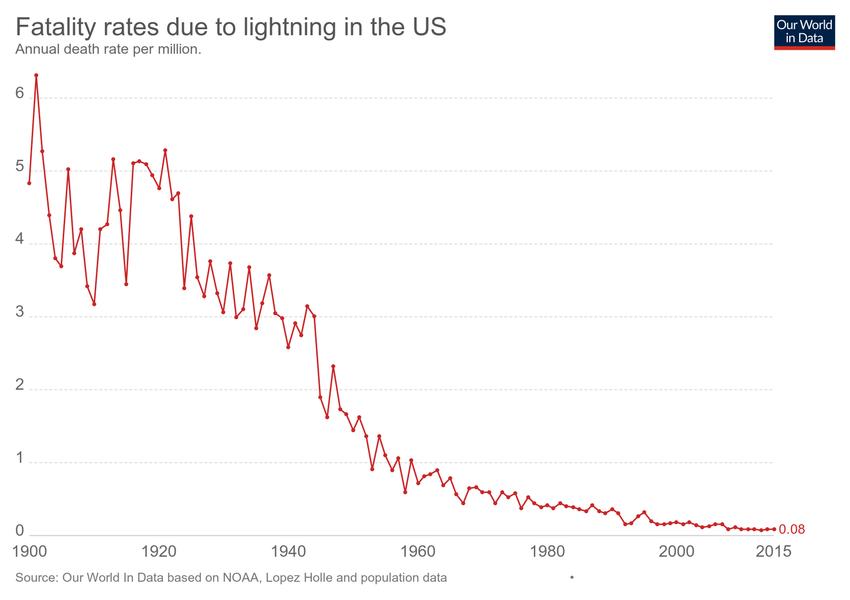 Fatality rates due to lightning in the US
Annual death rate per million.
Our World
in Data
6
5
4
3
2
1
0
0.08
1900 1920 1940 1960 1980 2000 2015
Source: Our World In Data based on NOAA, Lopez Holle and population data •